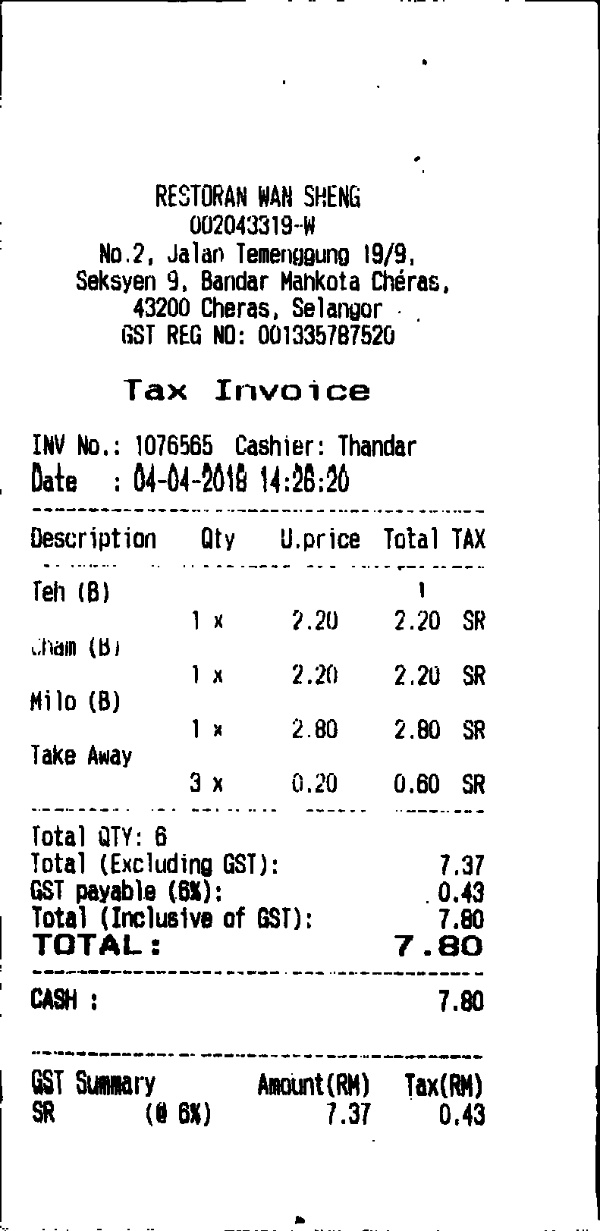 RESTORAN WAN SHENG
002043319-W
No.2, Jalan Temenggung 19/9,
Seksyen 9, Bandar Mahkota Cheras,
43200 Cheras, Selangor
GST REG NO: 001335787520
Tax Invoice
INV No.: 1076565 Cashier: Thandar
Date : 04-04-2018 14:26:20
Description Qty U.price Total TAX
Teh (B)
1 x 2.20 2.20 SR
Cham (B)
1 x 2.20 2.20 SR
Milo (B)
1 x 2.80 2.80 SR
Take Away
3 x 0.20 0.60 SR
Total QTY: 6
Total (Excluding GST): 7.37
GST payable (6%): 0.43
Total (Inclusive of GST): 7.80
TOTAL: 7.80
CASH : 7.80
GST Summary Amount(RM) Tax(RM)
SR (@ 6%) 7.37 0.43